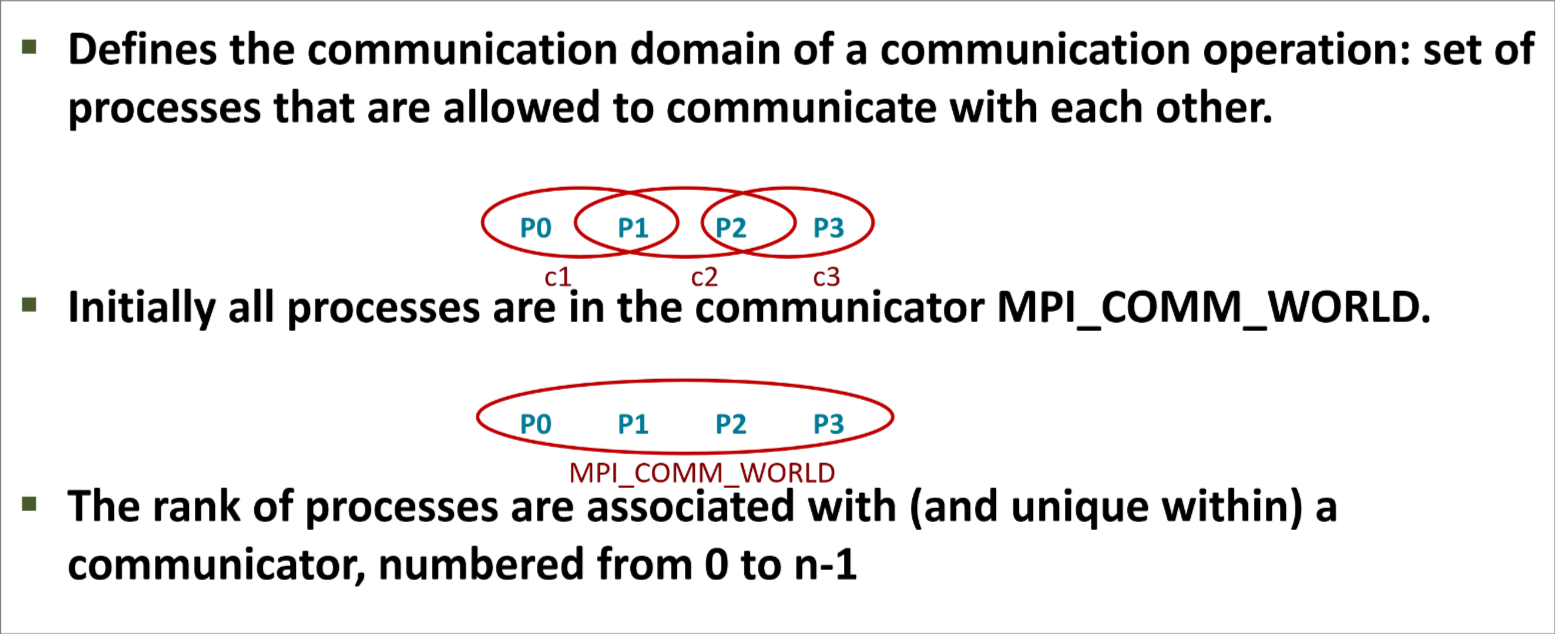 ▪ Defines the communication domain of a communication operation: set of
processes that are allowed to communicate with each other.
P0 P1 P2 P3
c1 c2 c3
▪ Initially all processes are in the communicator MPI_COMM_WORLD.
P0 P1 P2 P3
MPI_COMM_WORLD
▪ The rank of processes are associated with (and unique within) a
communicator, numbered from 0 to n-1